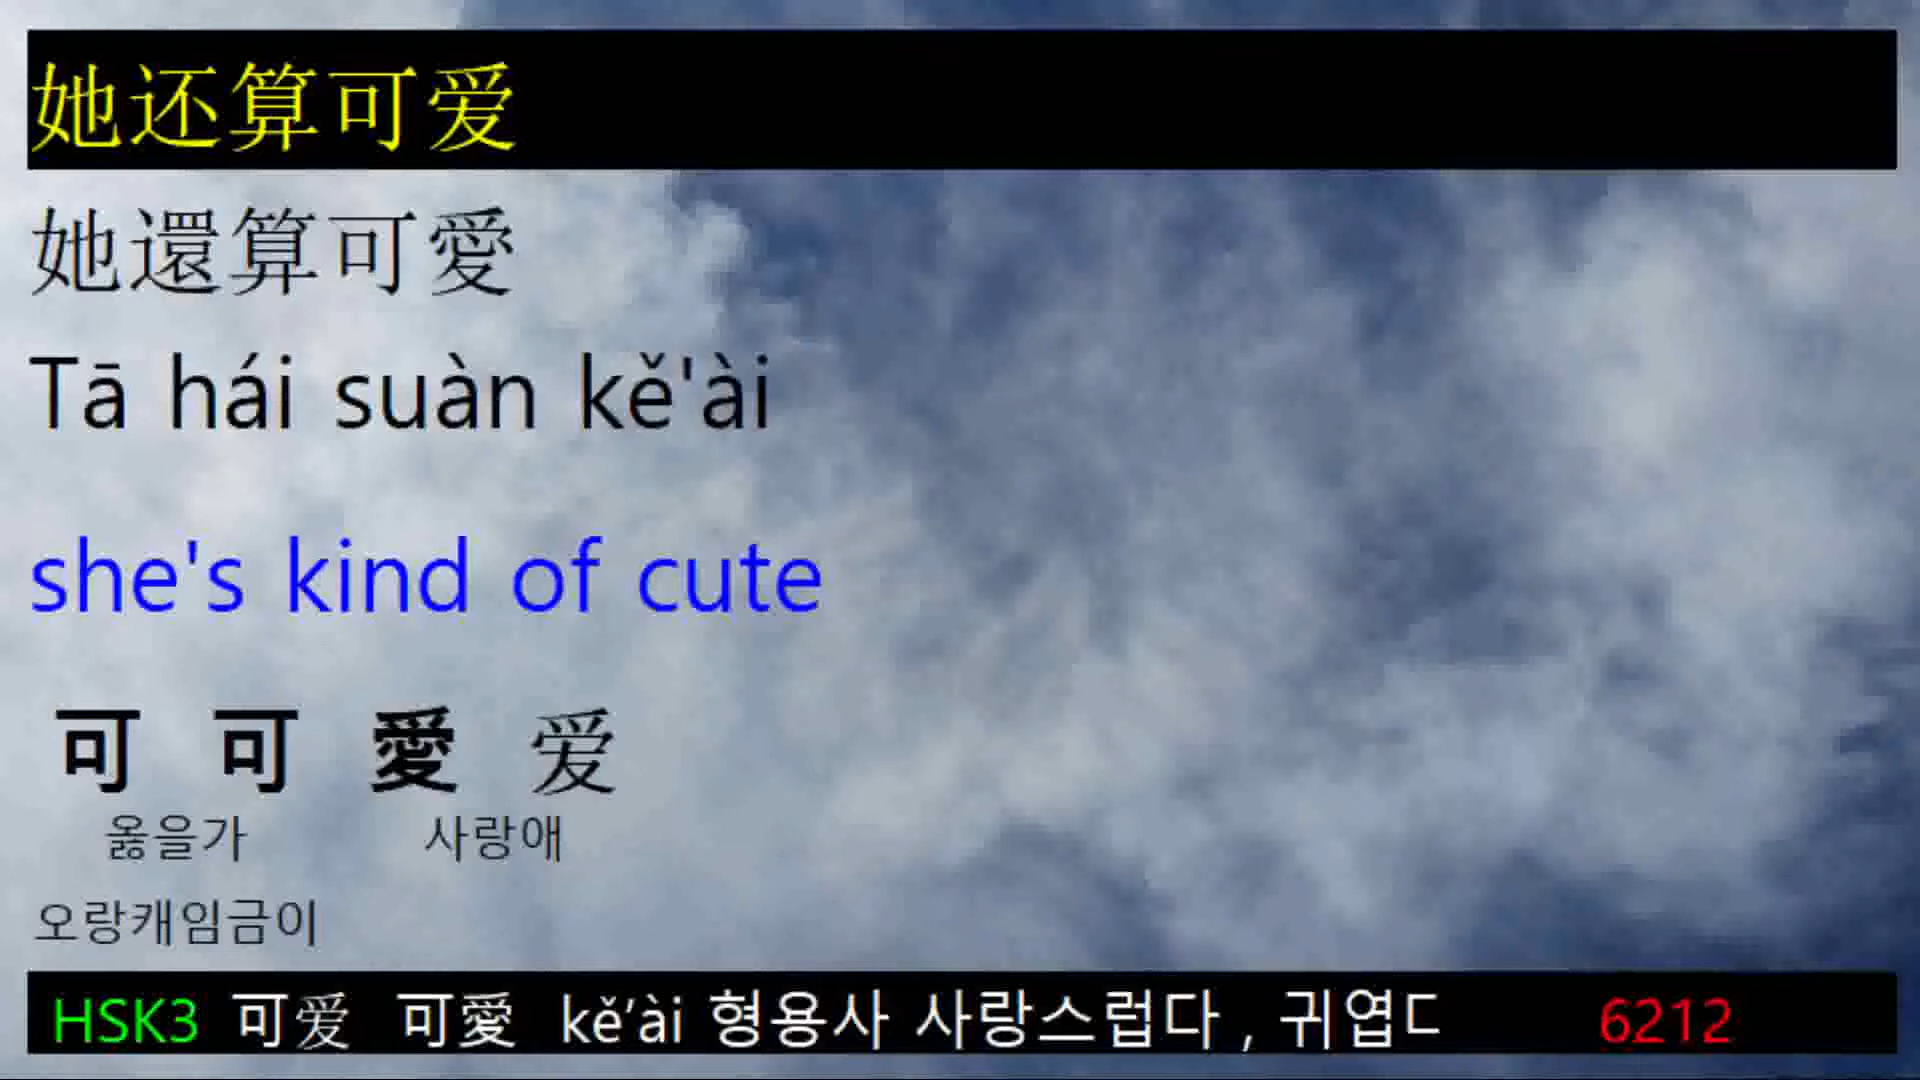 她还算可爱
她還算可愛
Tā hái suàn kě'ài
she's kind of cute
可 可 愛 爱
옳을가 사랑애
오랑캐임금이
HSK3 可爱 可愛 kě’ài 형용사 사랑스럽다 , 귀엽ㄷ 6212